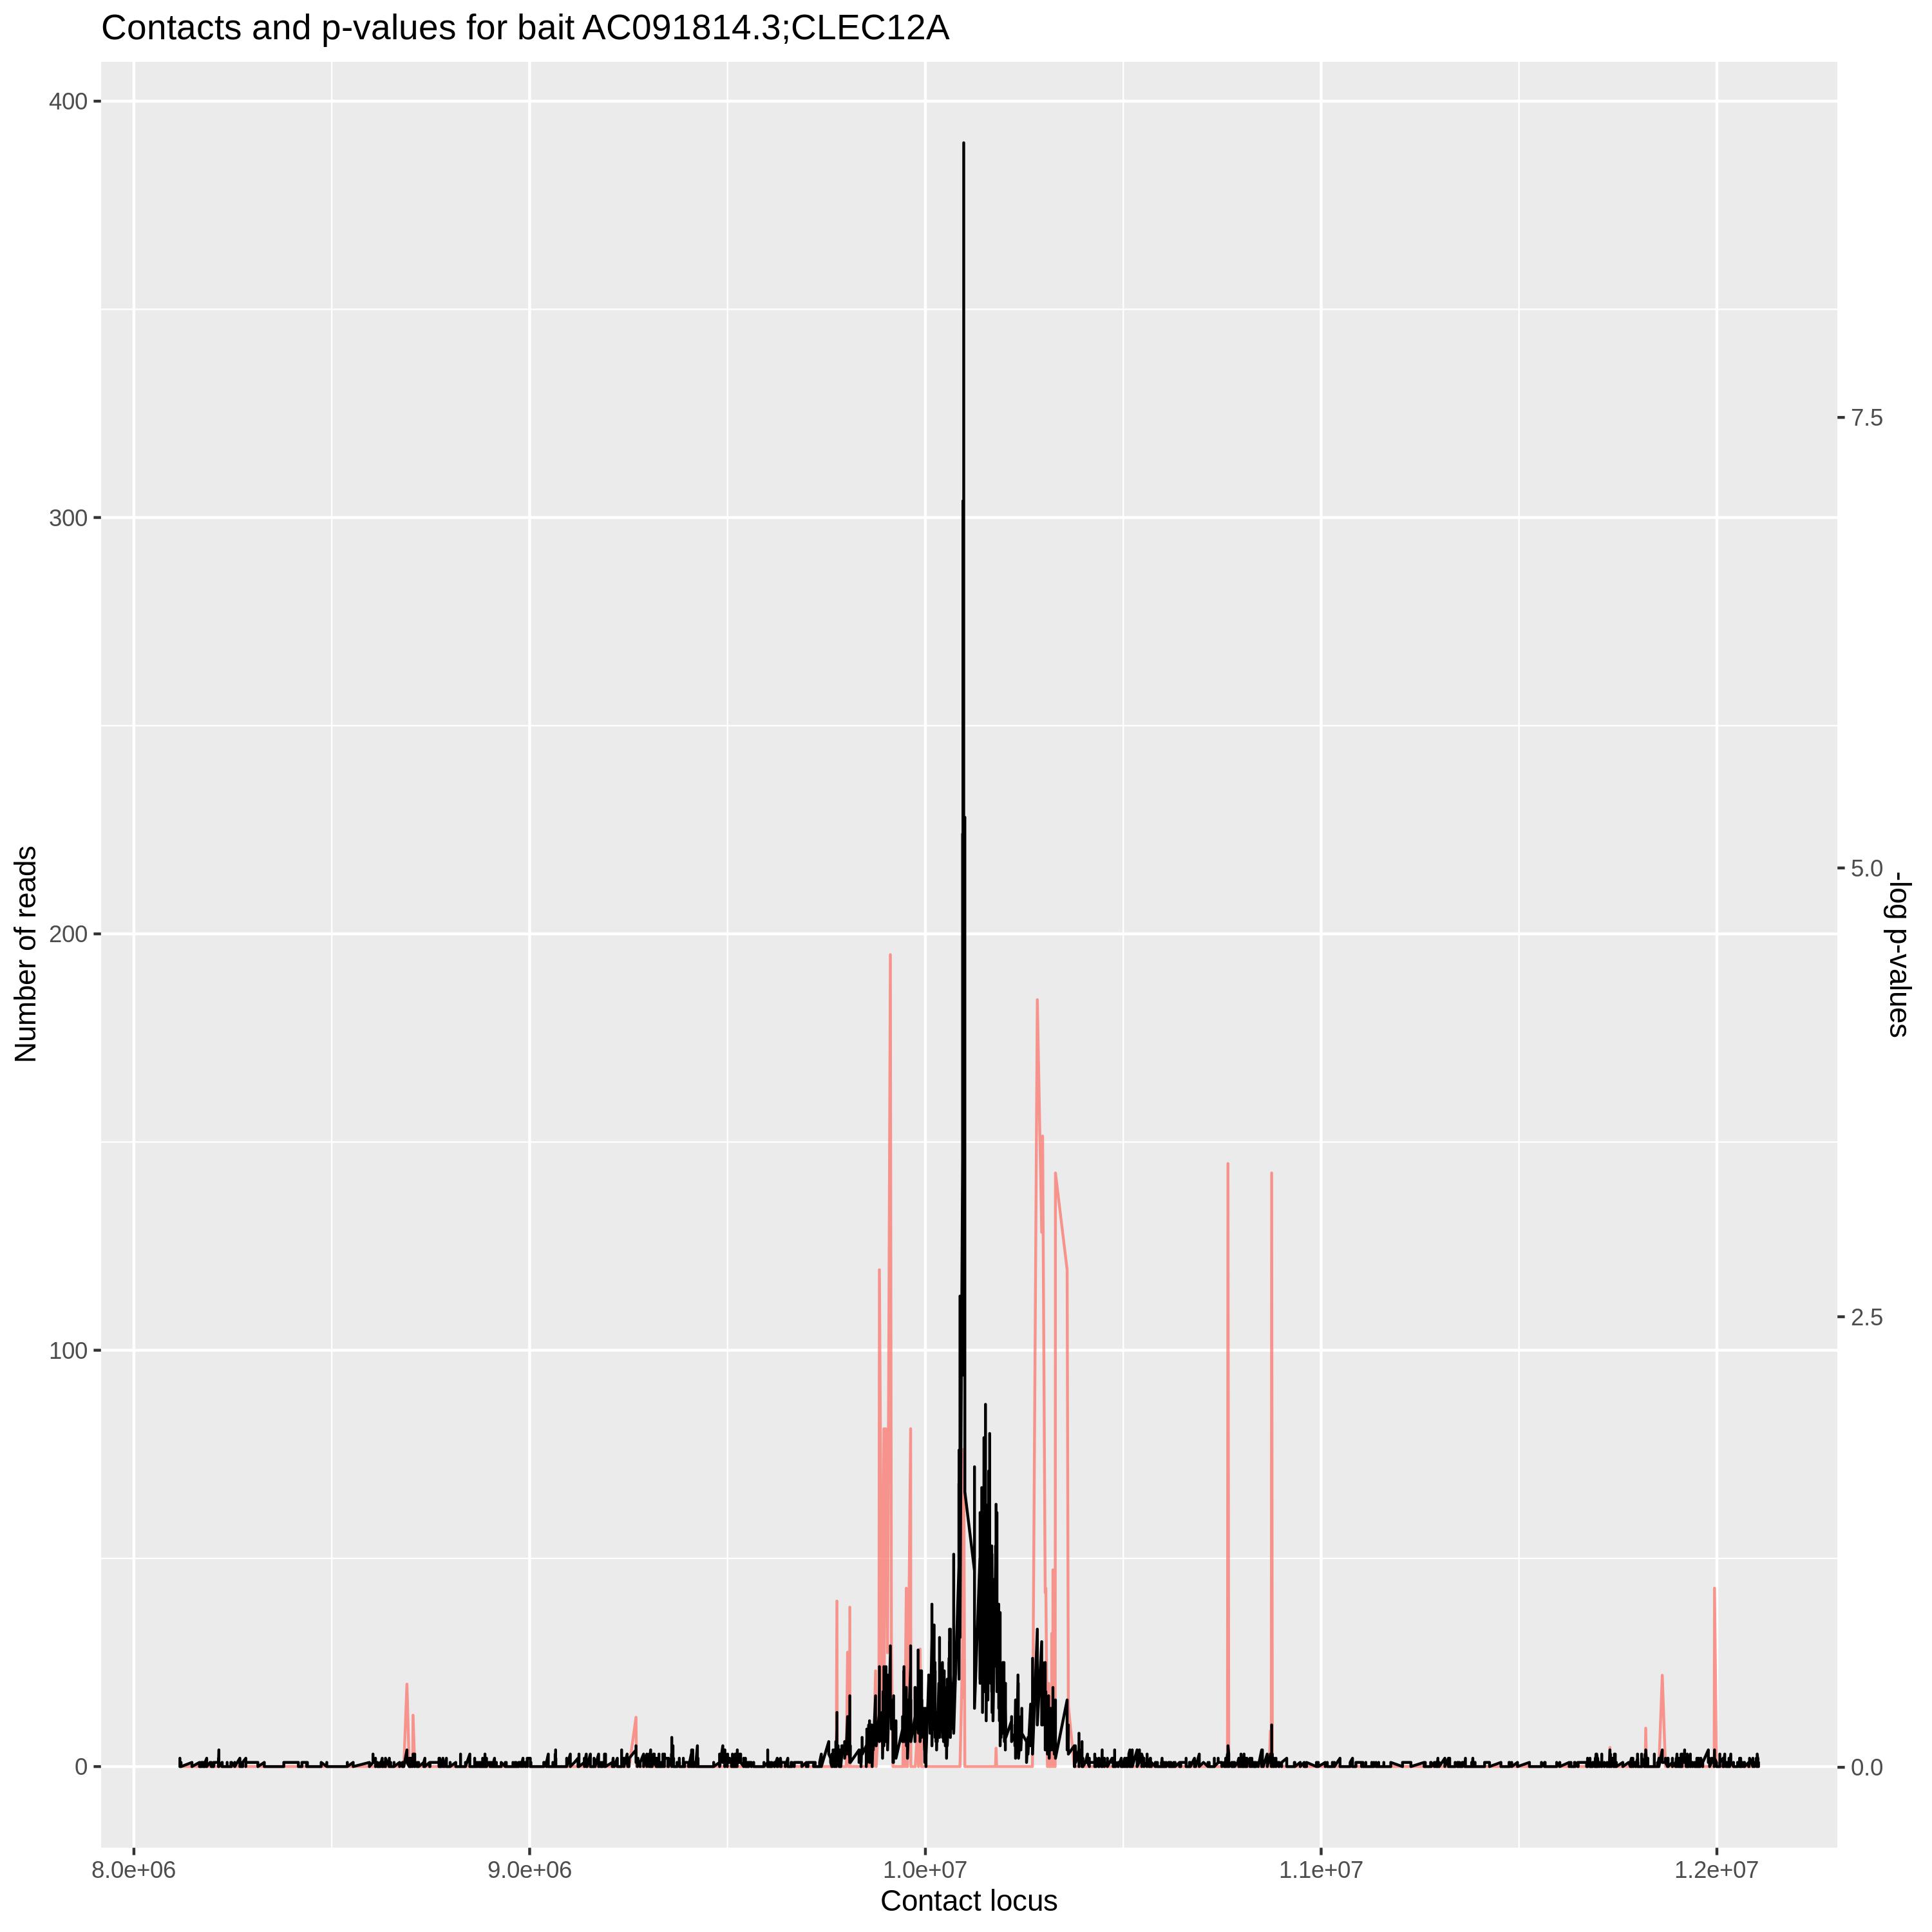 Contacts and p-values for bait AC091814.3;CLEC12A
400
300
200
100
0
Number of reads
7.5
5.0
2.5
0.0
-log p-values
8.0e+06 9.0e+06 1.0e+07 1.1e+07 1.2e+07
Contact locus